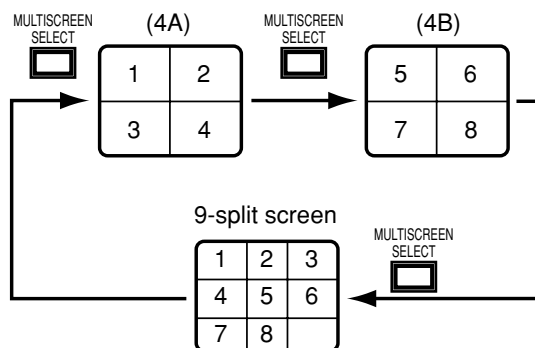 MULTISCREEN
SELECT
(4A)
1 2
3 4
MULTISCREEN
SELECT
(4B)
5 6
7 8
9-split screen
1 2 3
4 5 6
7 8
MULTISCREEN
SELECT